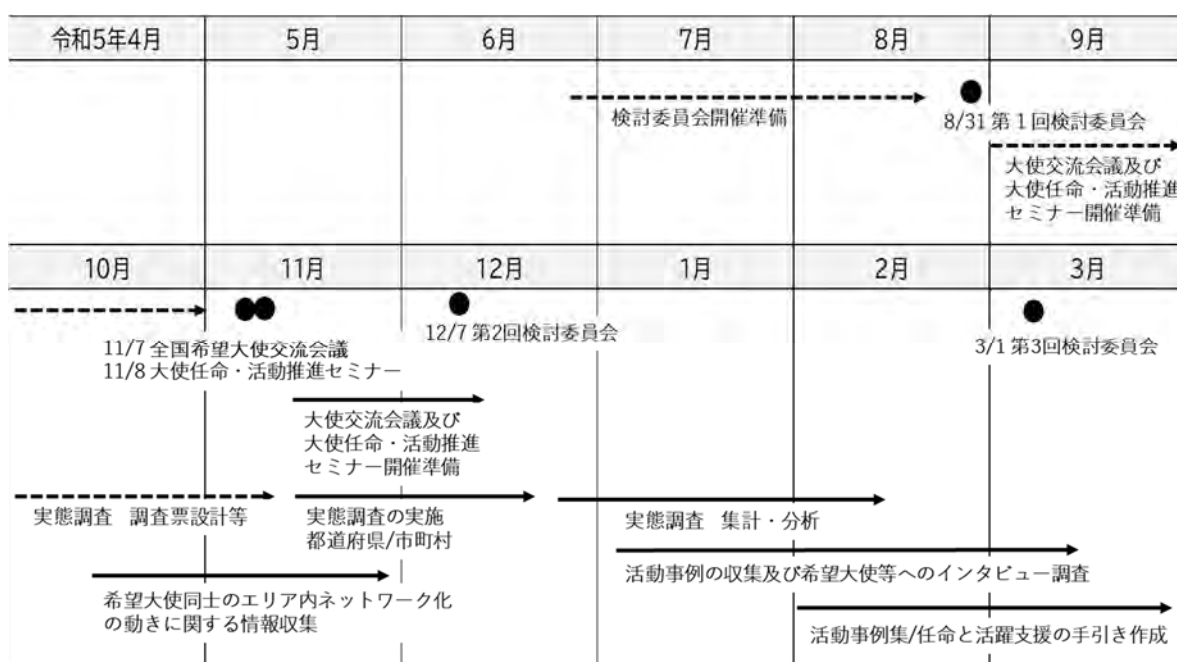 令和5年4月
5月
6月
7月
8月
9月
検討委員会開催準備
8/31 第1回検討委員会
大使交流会議及び
大使任命・活動推進
セミナー開催準備
10月
11月
12月
1月
2月
3月
11/7 全国希望大使交流会議
11/8 大使任命・活動推進セミナー
12/7 第2回検討委員会
3/1 第3回検討委員会
大使交流会議及び
大使任命・活動推進
セミナー開催準備
実態調査 調査票設計等
実態調査の実施
都道府県/市町村
実態調査 集計・分析
活動事例の収集及び希望大使等へのインタビュー調査
希望大使同士のエリア内ネットワーク化
の動きに関する情報収集
活動事例集/任命と活躍支援の手引き作成